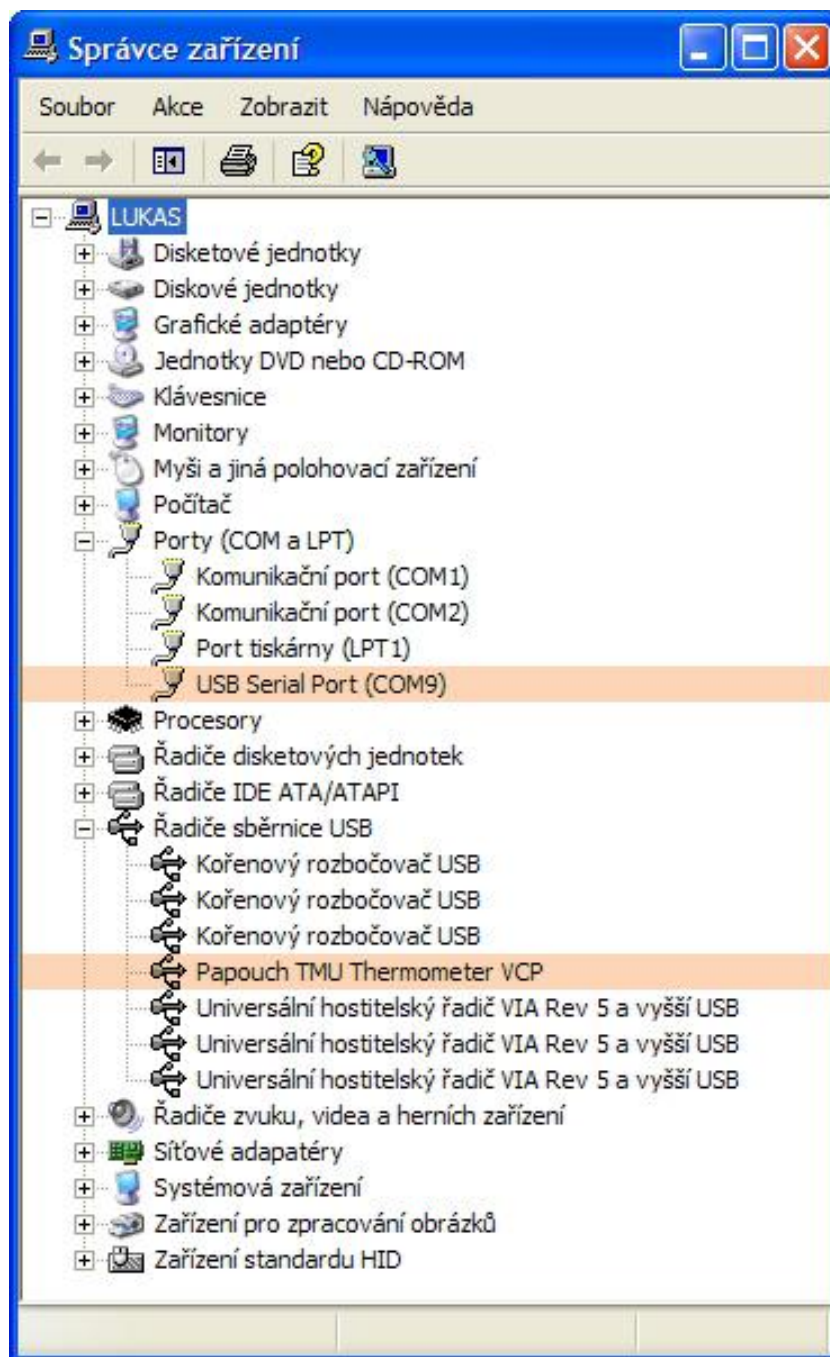 Správce zařízení
Soubor Akce Zobrazit Nápověda
LUKAS
Disketové jednotky
Diskové jednotky
Grafické adaptéry
Jednotky DVD nebo CD-ROM
Klávesnice
Monitory
Myši a jiná polohovací zařízení
Počítač
Porty (COM a LPT)
Komunikační port (COM1)
Komunikační port (COM2)
Port tiskárny (LPT1)
USB Serial Port (COM9)
Procesory
Řadiče disketových jednotek
Řadiče IDE ATA/ATAPI
Řadiče sběrnice USB
Kořenový rozbočovač USB
Kořenový rozbočovač USB
Kořenový rozbočovač USB
Papouch TMU Thermometer VCP
Universální hostitelský řadič VIA Rev 5 a vyšší USB
Universální hostitelský řadič VIA Rev 5 a vyšší USB
Universální hostitelský řadič VIA Rev 5 a vyšší USB
Řadiče zvuku, videa a herních zařízení
Síťové adapatéry
Systémová zařízení
Zařízení pro zpracování obrázků
Zařízení standardu HID